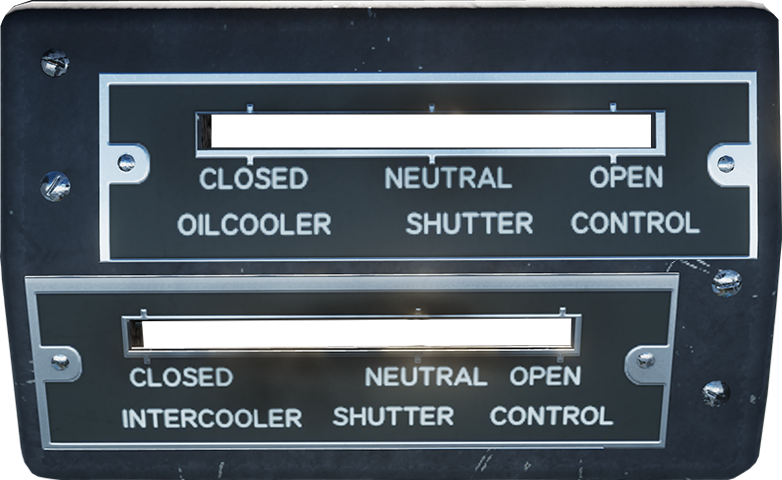 CLOSED NEUTRAL OPEN
OILCOOLER SHUTTER CONTROL
CLOSED NEUTRAL OPEN
INTERCOOLER SHUTTER CONTROL